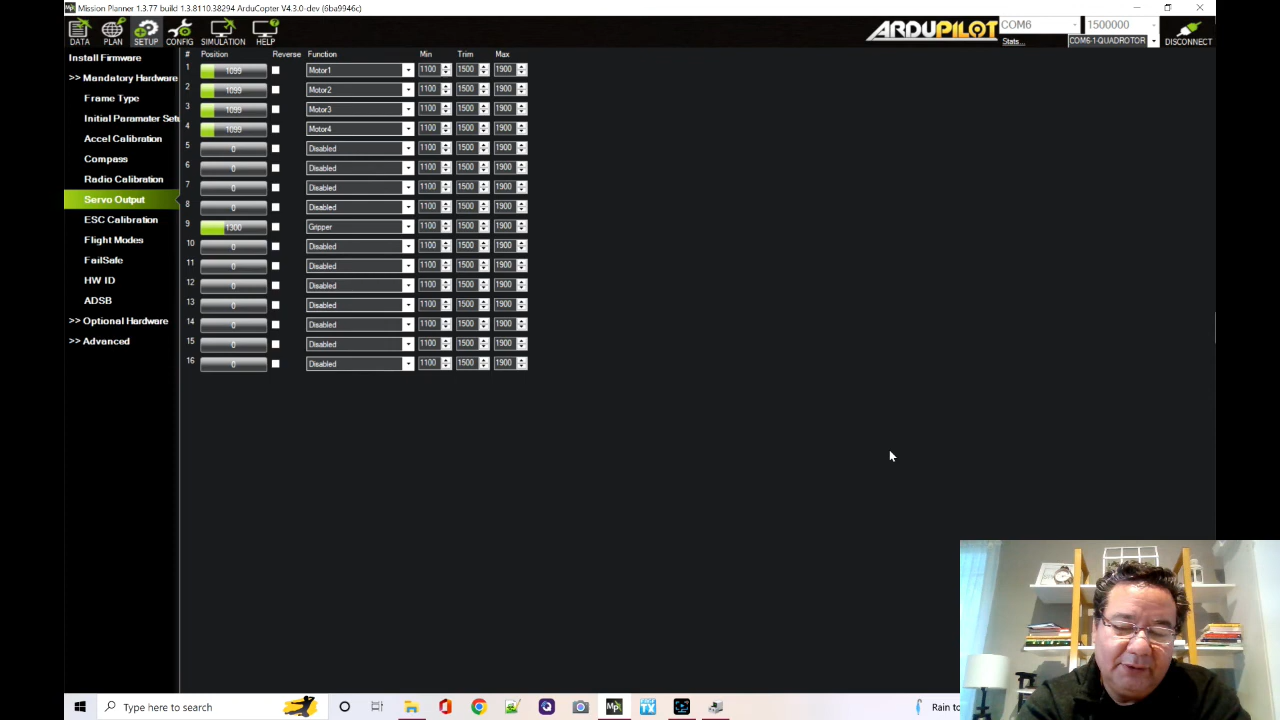 Mission Planner 1.3.77 build 1.3.8110.38294 ArduCopter V4.3.0-dev (6ba9946c)
DATA PLAN SETUP CONFIG SIMULATION HELP
ARDUPILOT COM6 1500000
Stats... COM6-1-QUADROTOR DISCONNECT
Install Firmware
>> Mandatory Hardware
Frame Type
Initial Paramater Setu
Accel Calibration
Compass
Radio Calibration
Servo Output
ESC Calibration
Flight Modes
FailSafe
HW ID
ADSB
>> Optional Hardware
>> Advanced
# Position Reverse Function Min Trim Max
1 1099 Motor1 1100 1500 1900
2 1099 Motor2 1100 1500 1900
3 1099 Motor3 1100 1500 1900
4 1099 Motor4 1100 1500 1900
5 0 Disabled 1100 1500 1900
6 0 Disabled 1100 1500 1900
7 0 Disabled 1100 1500 1900
8 0 Disabled 1100 1500 1900
9 1300 Gripper 1100 1500 1900
10 0 Disabled 1100 1500 1900
11 0 Disabled 1100 1500 1900
12 0 Disabled 1100 1500 1900
13 0 Disabled 1100 1500 1900
14 0 Disabled 1100 1500 1900
15 0 Disabled 1100 1500 1900
16 0 Disabled 1100 1500 1900
Type here to search
Rain to